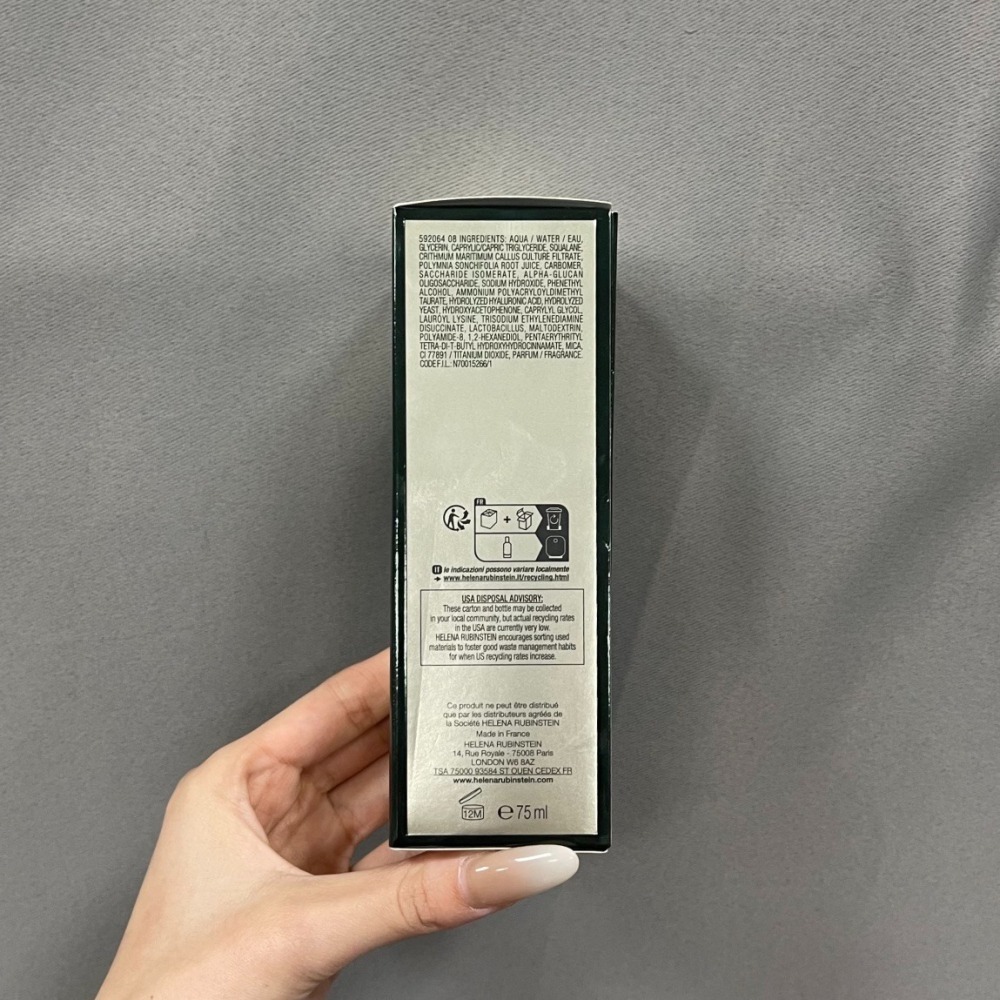 592064 08 INGREDIENTS: AQUA / WATER / EAU,
GLYCERIN, CAPRYLIC/CAPRIC TRIGLYCERIDE, SQUALANE,
CRITHMUM MARITIMUM CALLUS CULTURE FILTRATE,
POLYMNIA SONCHIFOLIA ROOT JUICE, CARBOMER,
SACCHARIDE ISOMERATE, ALPHA-GLUCAN
OLIGOSACCHARIDE, SODIUM HYDROXIDE, PHENETHYL
ALCOHOL, AMMONIUM POLYACRYLOYLDIMETHYL
TAURATE, HYDROLYZED HYALURONIC ACID, HYDROLYZED
YEAST, HYDROXYACETOPHENONE, CAPRYLYL GLYCOL,
LAUROYL LYSINE, TRISODIUM ETHYLENEDIAMINE
DISUCCINATE, LACTOBACILLUS, MALTODEXTRIN,
POLYAMIDE-8, 1,2-HEXANEDIOL, PENTAERYTHRITYL
TETRA-DI-T-BUTYL HYDROXYHYDROCINNAMATE, MICA,
CI 77891 / TITANIUM DIOXIDE, PARFUM / FRAGRANCE.
CODE F.I.L.: N70015266/1
FR
+
IT le indicazioni possono variare localmente
www.helenarubinstein.it/recycling.html
USA DISPOSAL ADVISORY:
These carton and bottle may be collected
in your local community, but actual recycling rates
in the USA are currently very low.
HELENA RUBINSTEIN encourages sorting used
materials to foster good waste management habits
for when US recycling rates increase.
Ce produit ne peut être distribué
que par les distributeurs agréés de
la Société HELENA RUBINSTEIN
Made in France
HELENA RUBINSTEIN
14, Rue Royale - 75008 Paris
LONDON W6 8AZ
TSA 75000 93584 ST OUEN CEDEX FR
www.helenarubinstein.com
12M e 75 ml